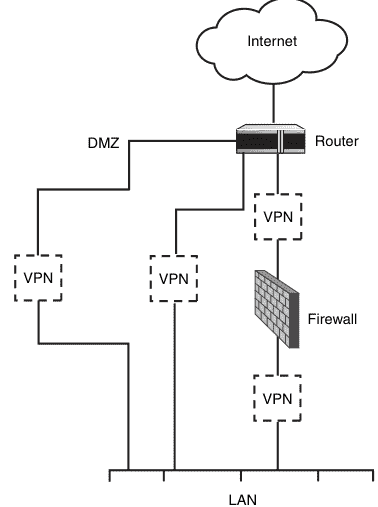 Internet
DMZ
Router
VPN
VPN
VPN
Firewall
VPN
LAN